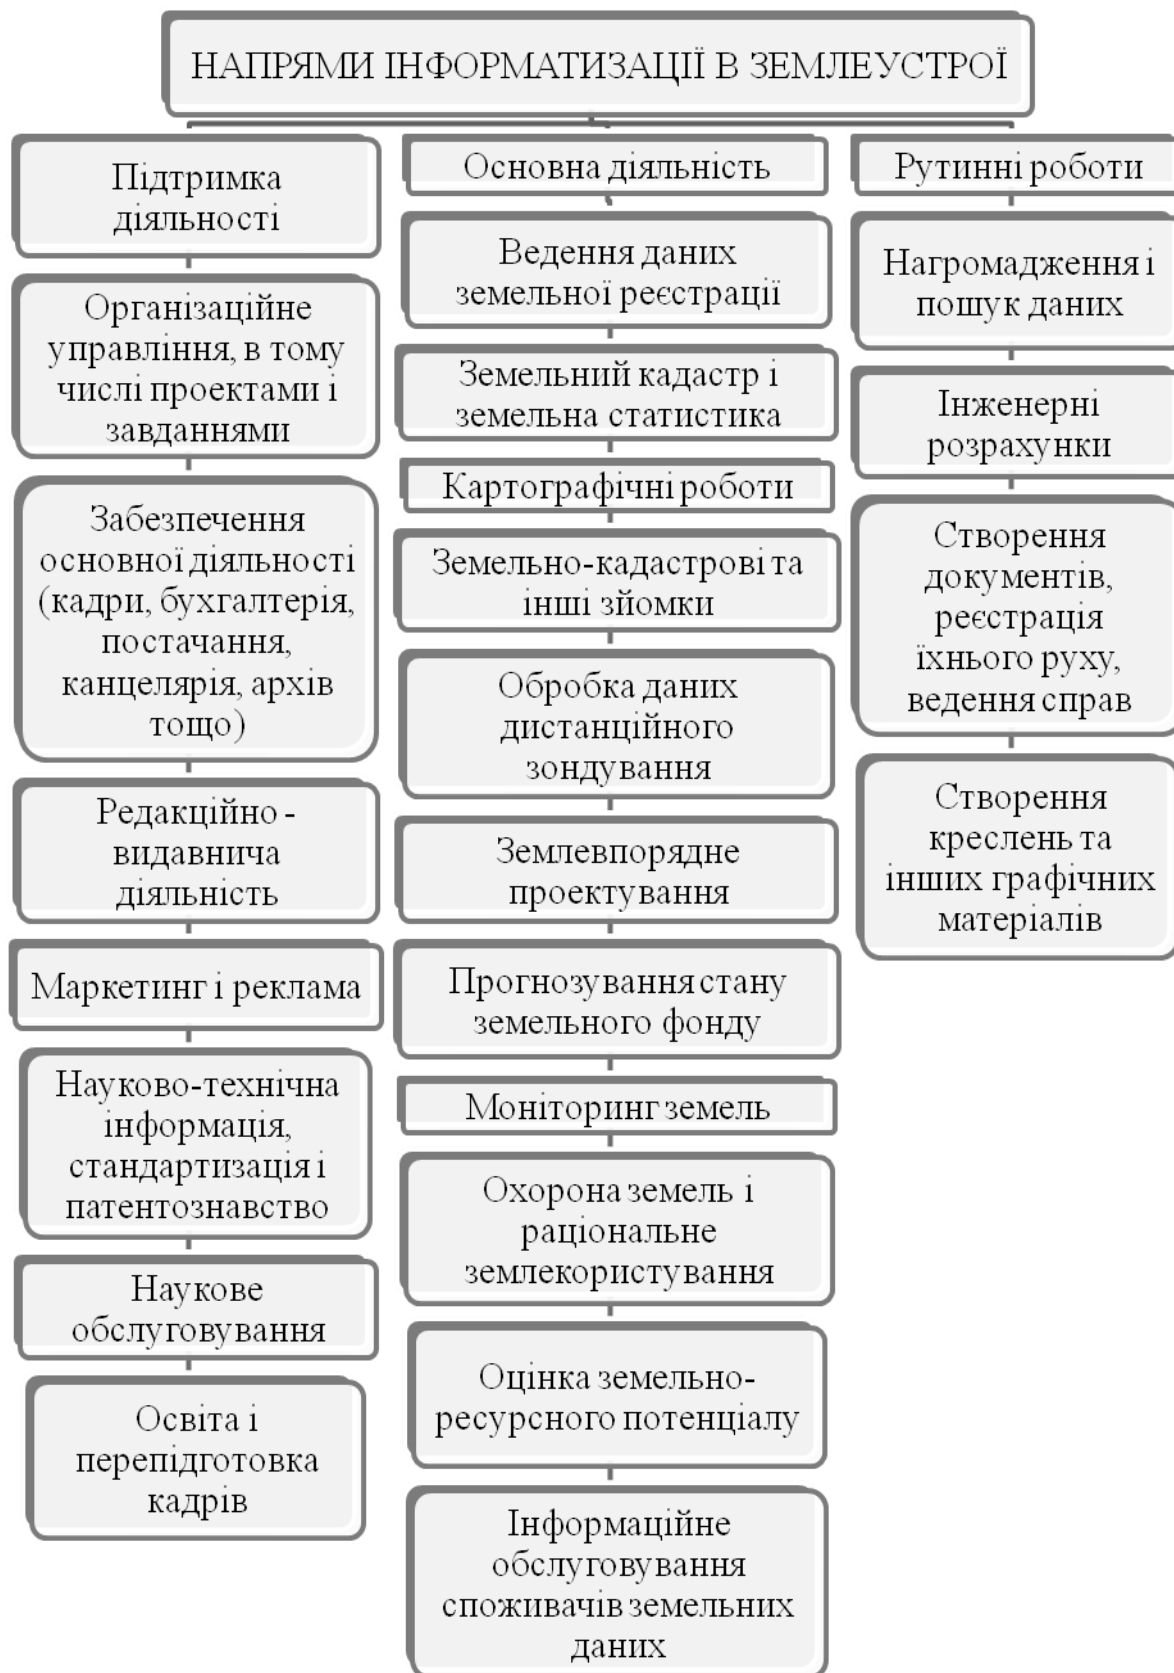 НАПРЯМИ ІНФОРМАТИЗАЦІЇ В ЗЕМЛЕУСТРОЇ
Підтримка
діяльності
Організаційне
управління, в тому
числі проектами і
завданнями
Забезпечення
основної діяльності
(кадри, бухгалтерія,
постачання,
канцелярія, архів
тощо)
Редакційно -
видавнича
діяльність
Маркетинг і реклама
Науково-технічна
інформація,
стандартизація і
патентознавство
Наукове
обслуговування
Освіта і
перепідготовка
кадрів
Основна діяльність
Ведення даних
земельної реєстрації
Земельний кадастр і
земельна статистика
Картографічні роботи
Земельно-кадастрові та
інші зйомки
Обробка даних
дистанційного
зондування
Землевпорядне
проектування
Прогнозування стану
земельного фонду
Моніторинг земель
Охорона земель і
раціональне
землекористування
Оцінка земельно-
ресурсного потенціалу
Інформаційне
обслуговування
споживачів земельних
даних
Рутинні роботи
Нагромадження і
пошук даних
Інженерні
розрахунки
Створення
документів,
реєстрація
їхнього руху,
ведення справ
Створення
креслень та
інших графічних
матеріалів